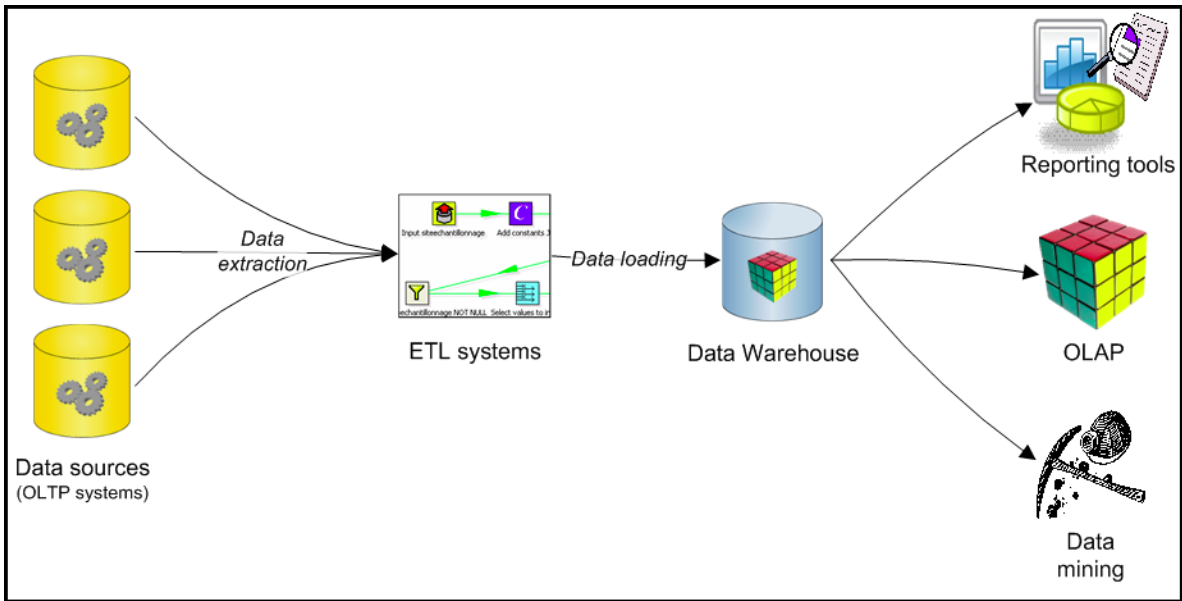 Data sources
(OLTP systems)
Data
extraction
Input siteechantillonnage
Add constants
echantillonnage NOT NULL
Select values to
ETL systems
Data loading
Data Warehouse
Reporting tools
OLAP
Data
mining